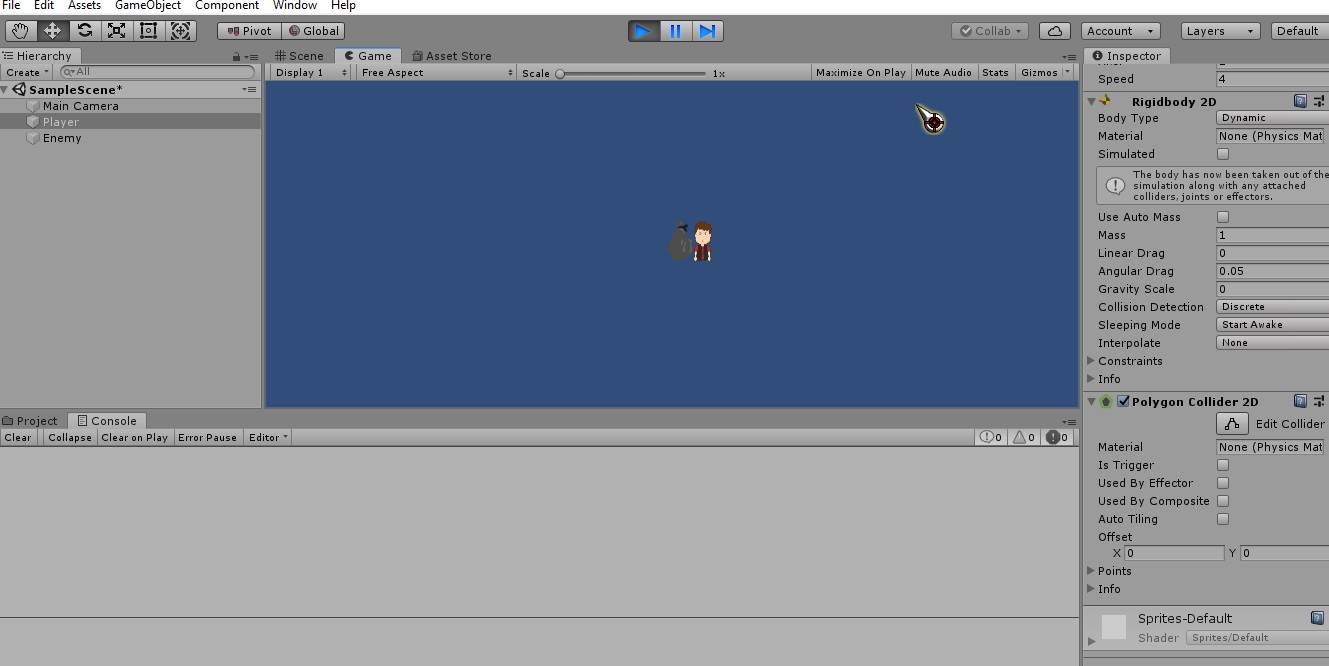 File Edit Assets GameObject Component Window Help
Pivot Global Collab Account Layers Default
Hierarchy
Create All
SampleScene*
Main Camera
Player
Enemy
Scene Game Asset Store
Display 1 Free Aspect Scale 1x Maximize On Play Mute Audio Stats Gizmos
Project Console
Clear Collapse Clear on Play Error Pause Editor 0 0 0
Inspector
Speed 4
Rigidbody 2D
Body Type Dynamic
Material None (Physics Mat
Simulated
The body has now been taken out of the
simulation along with any attached
colliders, joints or effectors.
Use Auto Mass
Mass 1
Linear Drag 0
Angular Drag 0.05
Gravity Scale 0
Collision Detection Discrete
Sleeping Mode Start Awake
Interpolate None
Constraints
Info
Polygon Collider 2D
Edit Collider
Material None (Physics Mat
Is Trigger
Used By Effector
Used By Composite
Auto Tiling
Offset
X 0 Y 0
Points
Info
Sprites-Default
Shader Sprites/Default